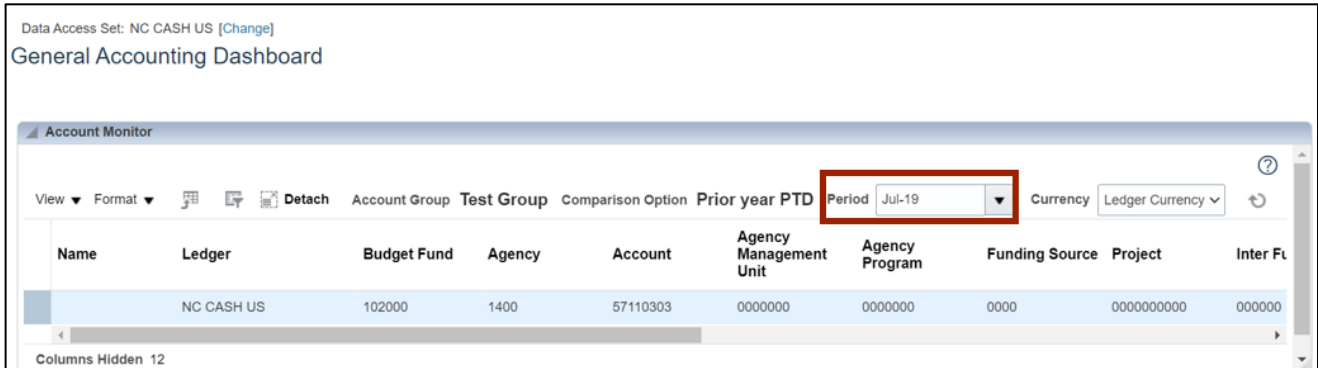 Data Access Set: NC CASH US [Change]
General Accounting Dashboard
Account Monitor
View Format Detach Account Group Test Group Comparison Option Prior year PTD Period Jul-19 Currency Ledger Currency
Name Ledger Budget Fund Agency Account Agency Management Unit Agency Program Funding Source Project Inter Fu
NC CASH US 102000 1400 57110303 0000000 0000000 0000 0000000000 000000
Columns Hidden 12